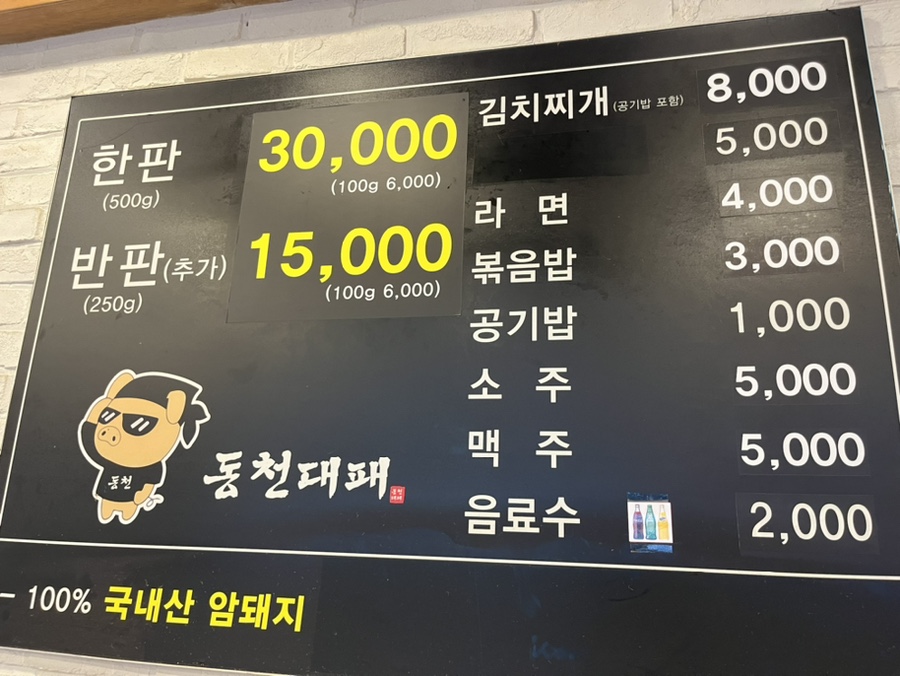 한판 30,000
(500g) (100g 6,000)
반판(추가) 15,000
(250g) (100g 6,000)
김치찌개(공기밥 포함) 8,000
5,000
라 면 4,000
볶음밥 3,000
공기밥 1,000
소 주 5,000
맥 주 5,000
음료수 2,000
동천
동천대패
- 100% 국내산 암돼지